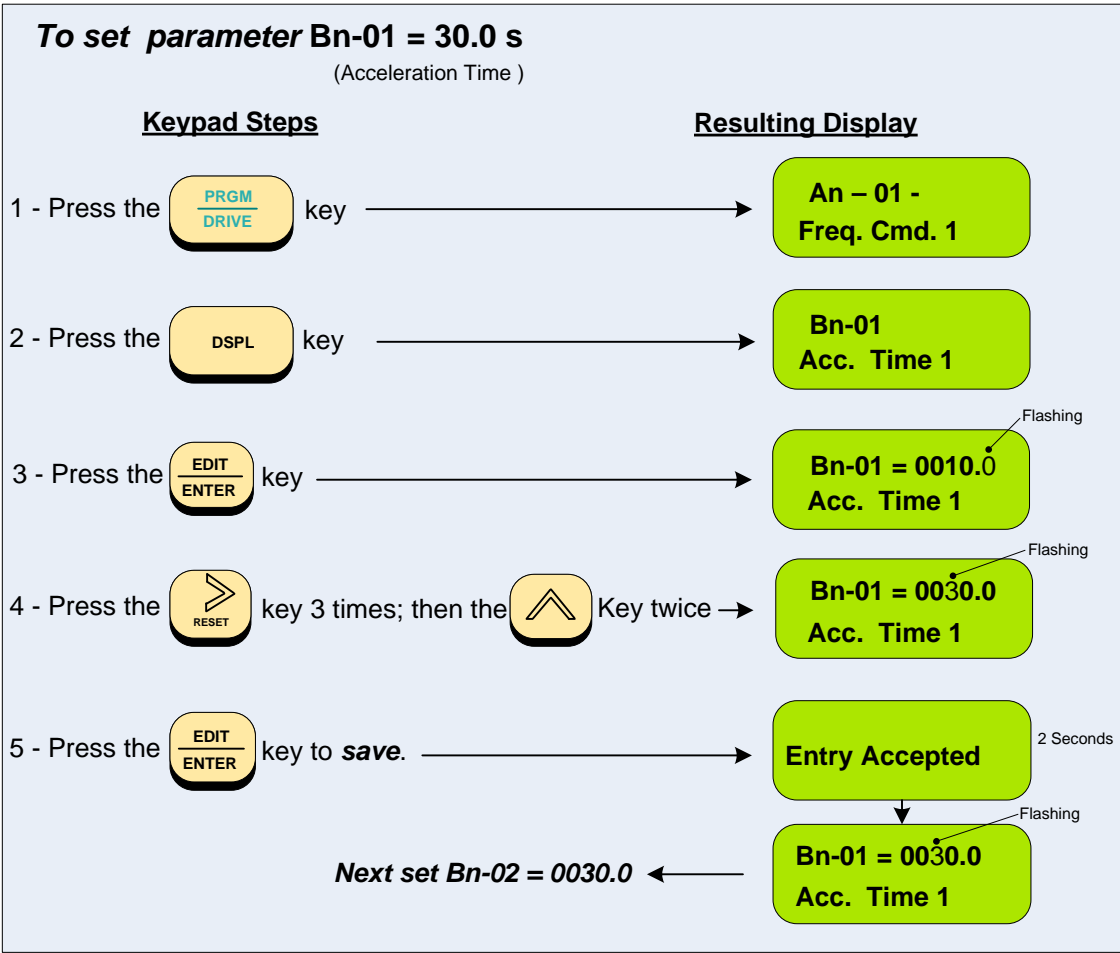 To set parameter Bn-01 = 30.0 s
(Acceleration Time )
Keypad Steps
Resulting Display
1 - Press the PRGM DRIVE key
An – 01 -
Freq. Cmd. 1
2 - Press the DSPL key
Bn-01
Acc. Time 1
3 - Press the EDIT ENTER key
Flashing
Bn-01 = 0010.0
Acc. Time 1
4 - Press the > RESET key 3 times; then the Key twice
Flashing
Bn-01 = 0030.0
Acc. Time 1
5 - Press the EDIT ENTER key to save.
Entry Accepted
2 Seconds
Flashing
Bn-01 = 0030.0
Acc. Time 1
Next set Bn-02 = 0030.0